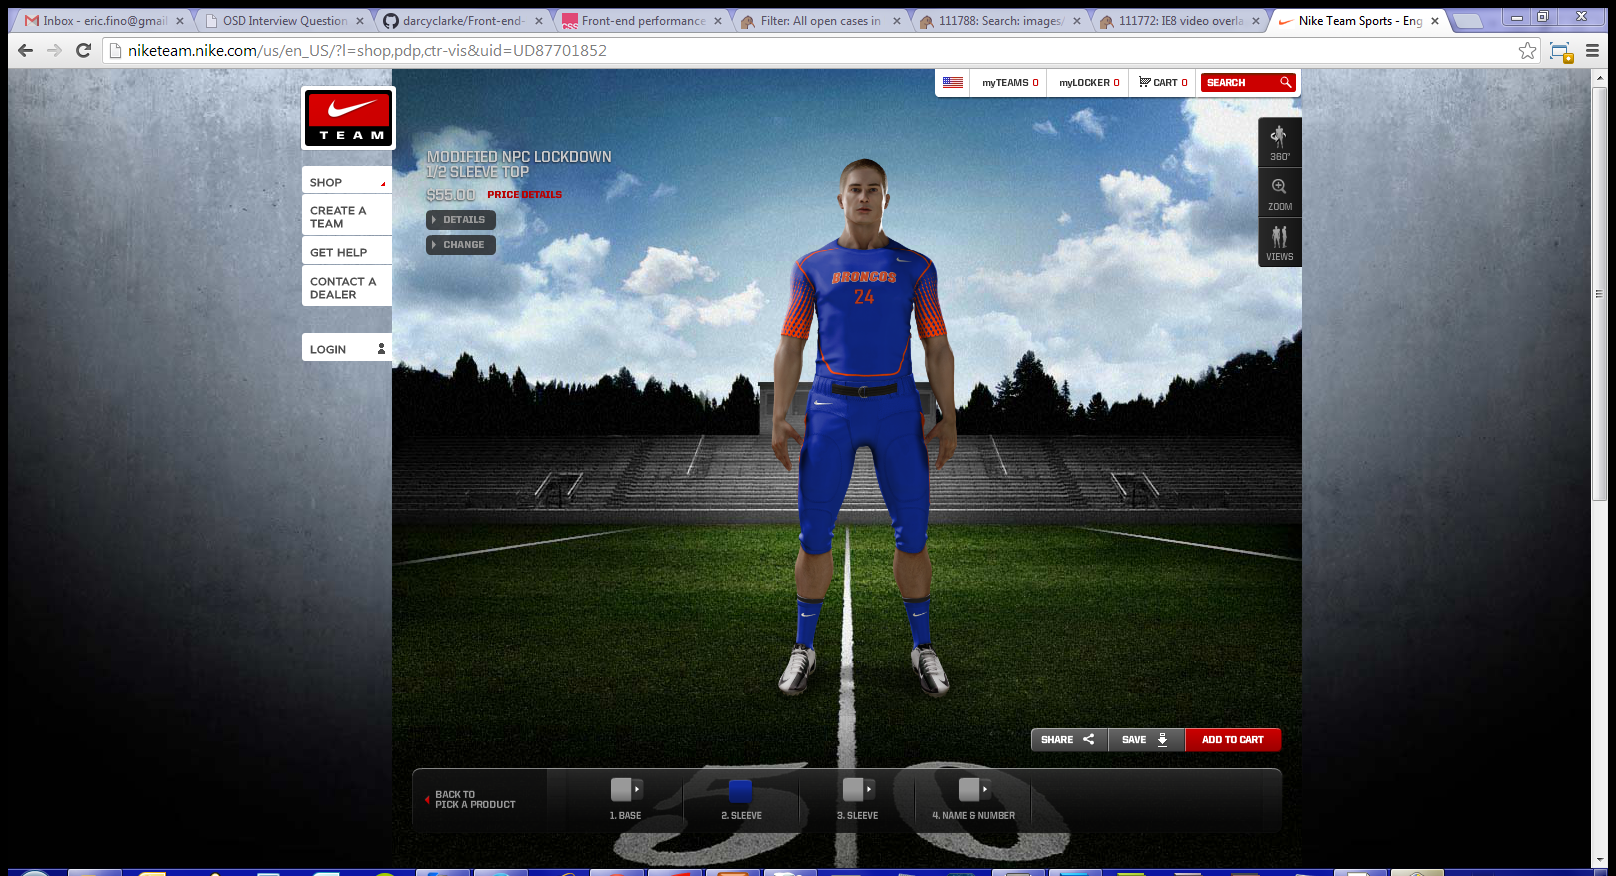 Inbox - eric.fino@gmail
OSD Interview Question
darcyclarke/Front-end-
Front-end performance
Filter: All open cases in
111788: Search: images/
111772: IE8 video overla
Nike Team Sports - Eng
niketeam.nike.com/us/en_US/?l=shop,pdp,ctr-vis&uid=UD87701852
myTEAMS 0
myLOCKER 0
CART 0
SEARCH
TEAM
SHOP
CREATE A
TEAM
GET HELP
CONTACT A
DEALER
LOGIN
MODIFIED NPC LOCKDOWN
1/2 SLEEVE TOP
$55.00 PRICE DETAILS
DETAILS
CHANGE
360°
ZOOM
VIEWS
BRONCOS
24
SHARE
SAVE
ADD TO CART
BACK TO
PICK A PRODUCT
1. BASE
2. SLEEVE
3. SLEEVE
4. NAME & NUMBER
50